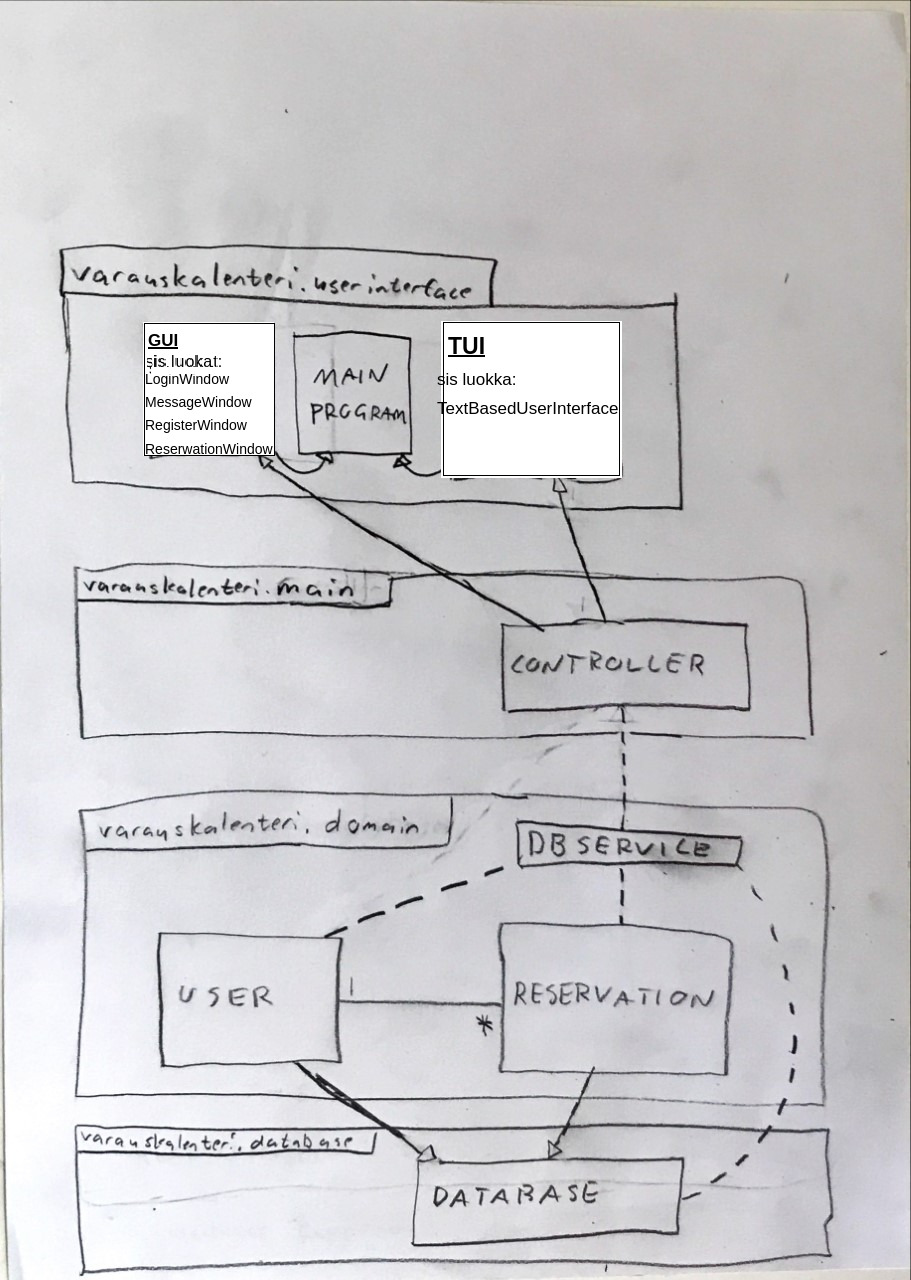 varauskalenteri.userinterface
GUI
sis luokat:
LoginWindow
MessageWindow
RegisterWindow
ReserwationWindow
MAIN
PROGRAM
TUI
sis luokka:
TextBasedUserInterface
varauskalenteri.main
CONTROLLER
varauskalenteri.domain
DBSERVICE
USER
1
*
RESERVATION
varauskalenteri.database
DATABASE